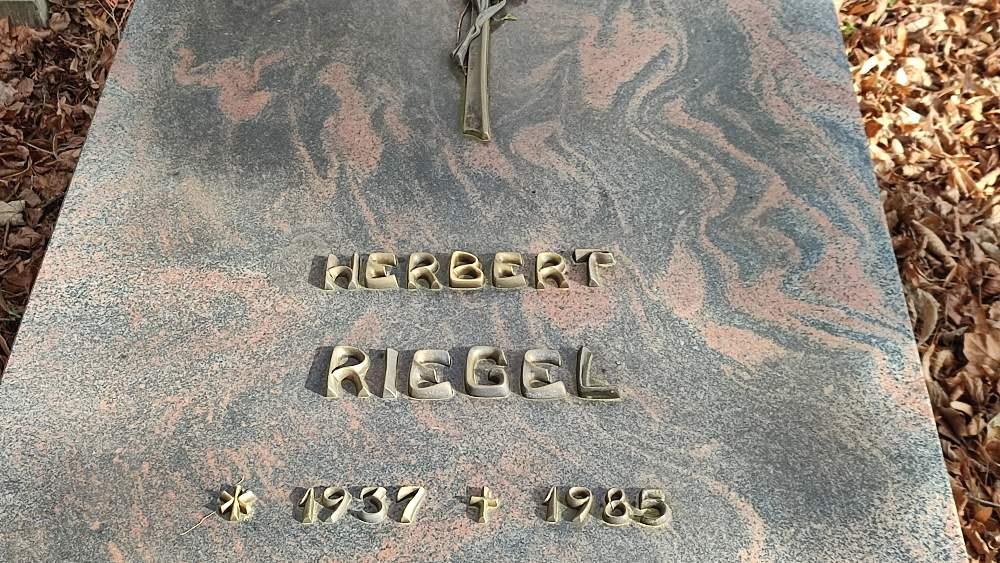 HERBERT
RIEGEL
* 1937 ✝ 1985